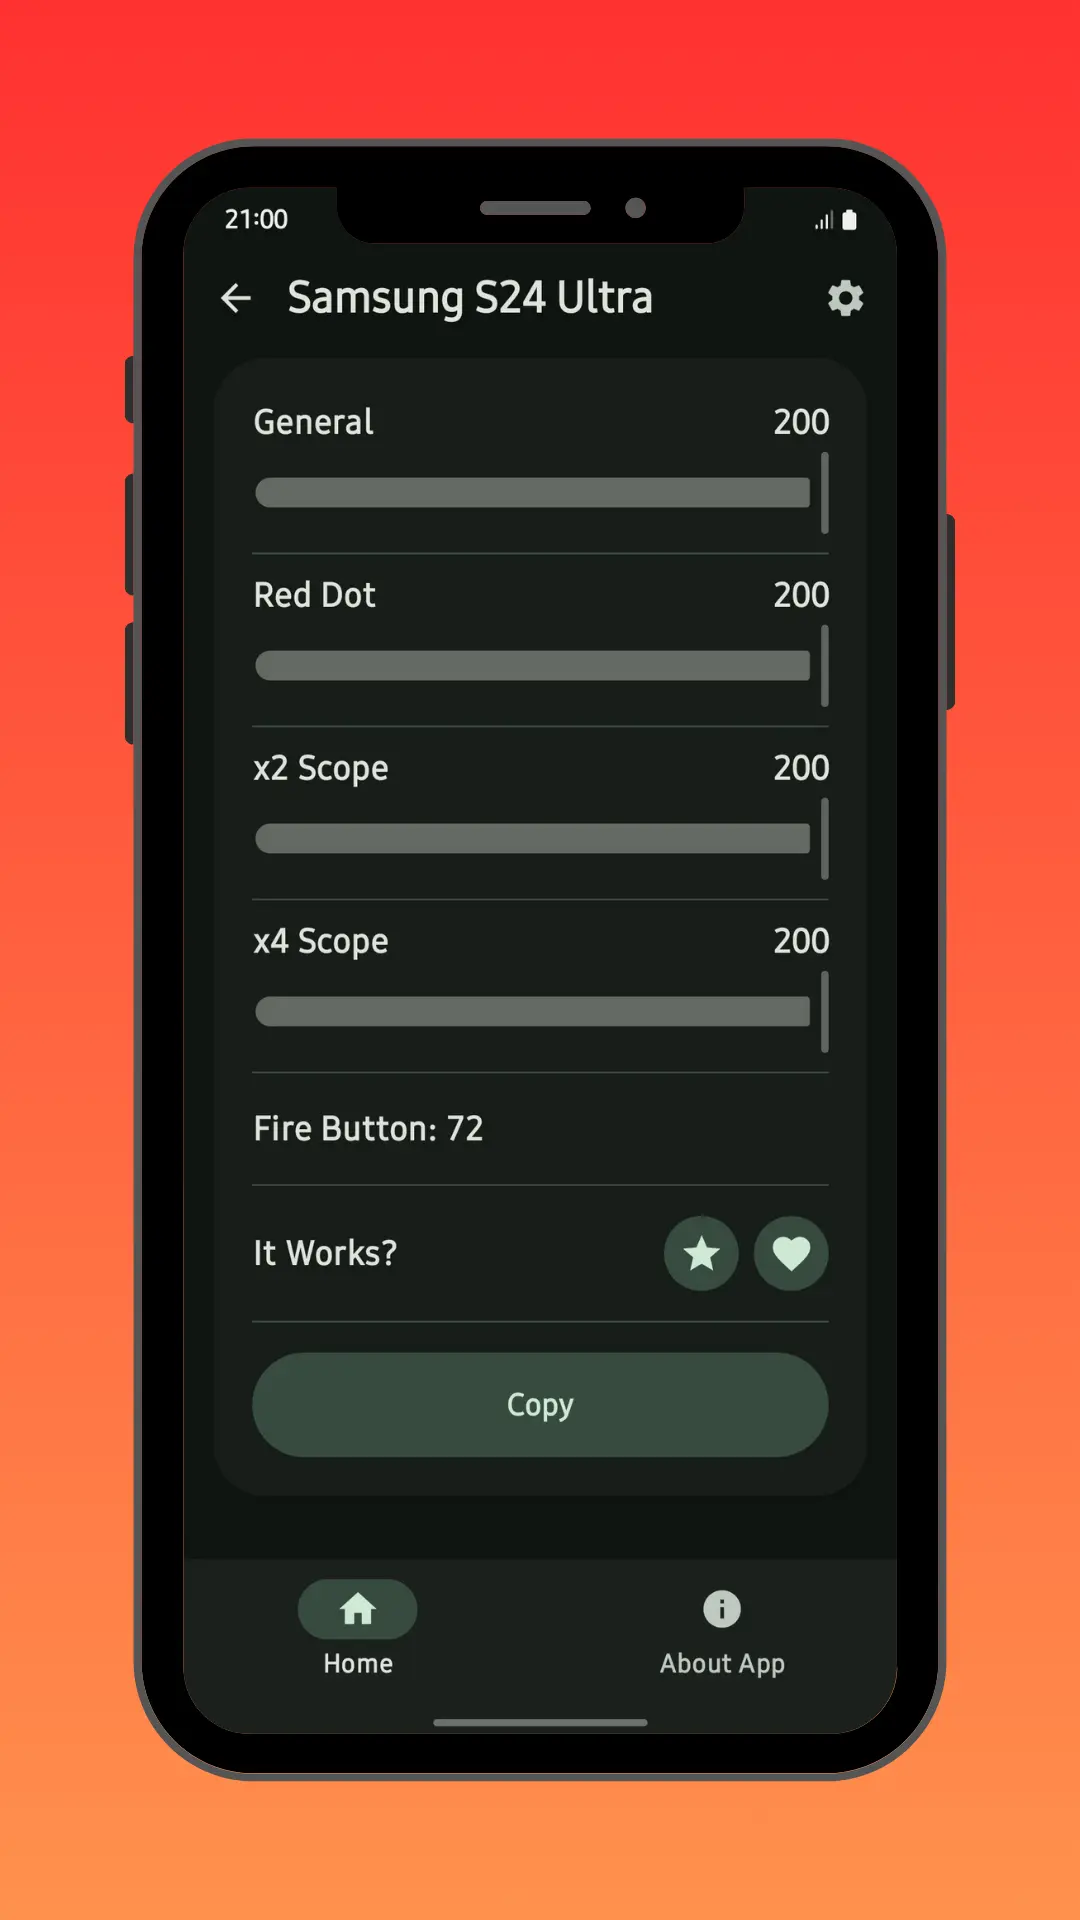 21:00
Samsung S24 Ultra
General 200
Red Dot 200
x2 Scope 200
x4 Scope 200
Fire Button: 72
It Works?
Copy
Home About App